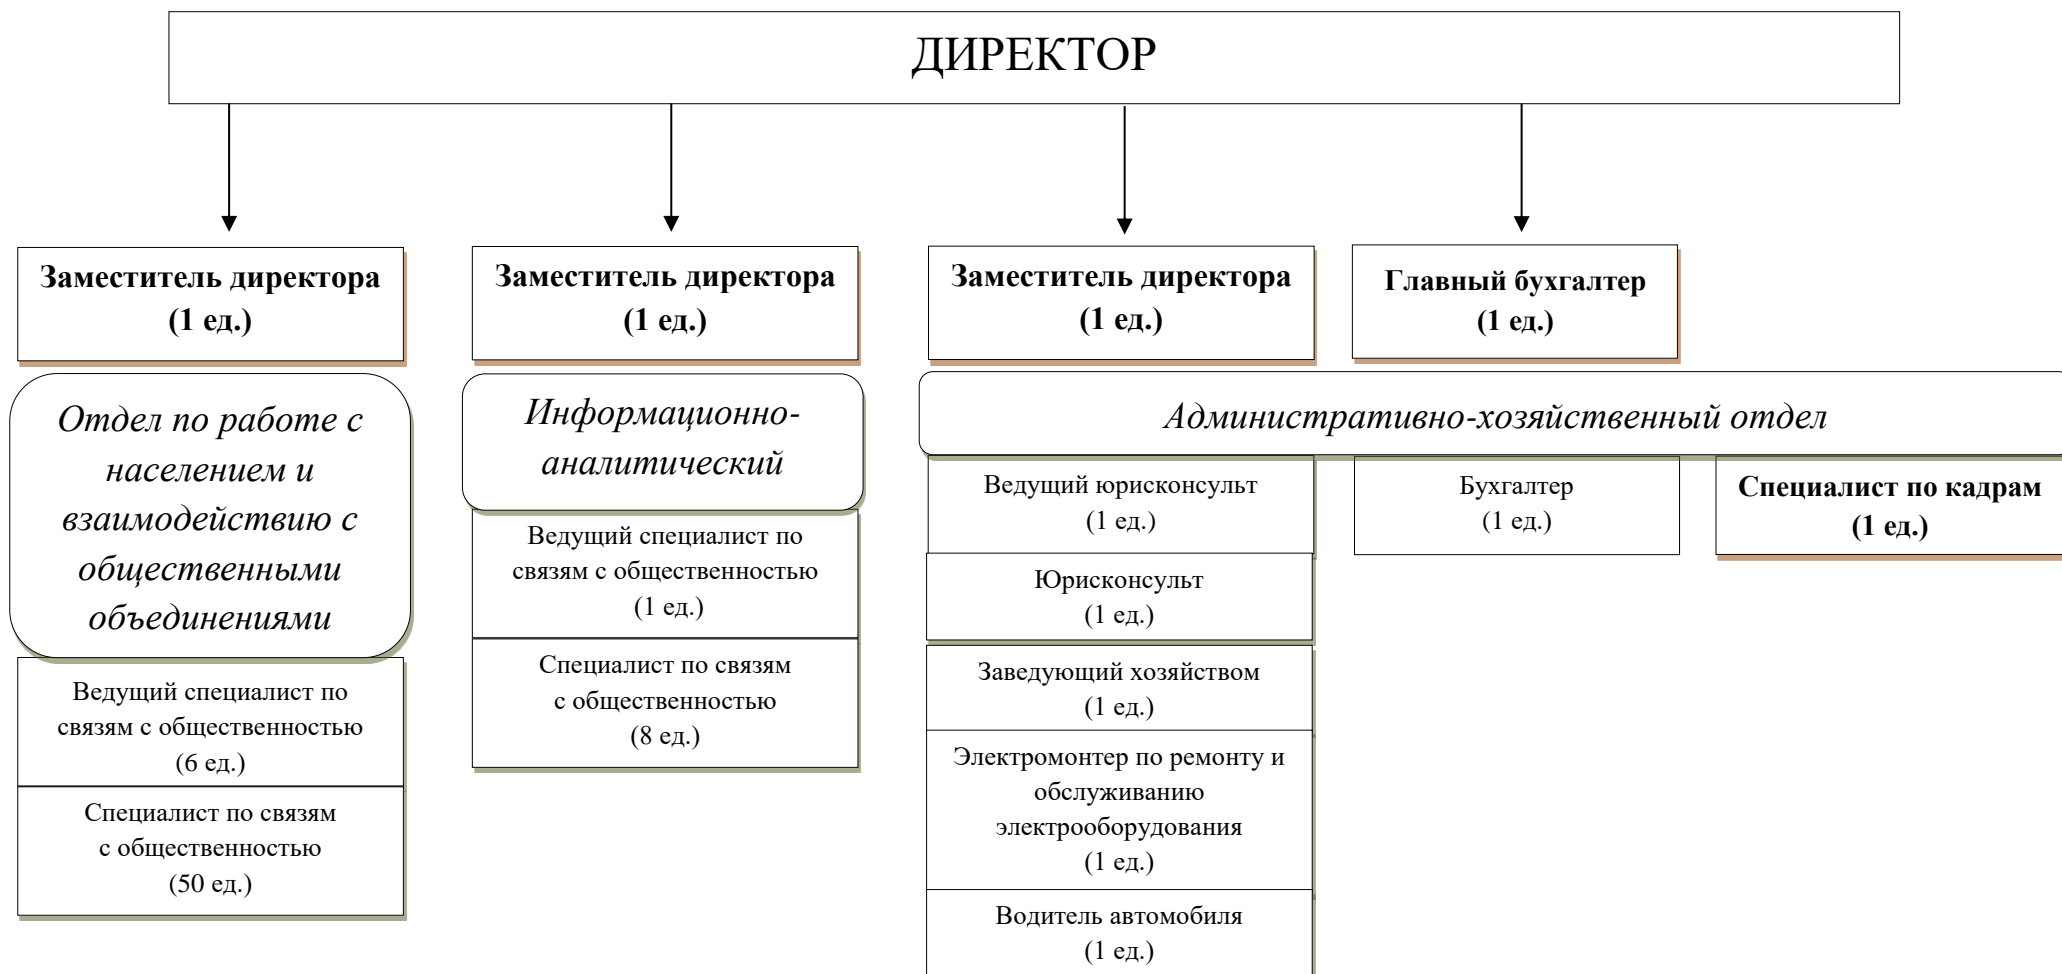 ДИРЕКТОР
Заместитель директора
(1 ед.)
Заместитель директора
(1 ед.)
Заместитель директора
(1 ед.)
Главный бухгалтер
(1 ед.)
Отдел по работе с
населением и
взаимодействию с
общественными
объединениями
Ведущий специалист по
связям с общественностью
(6 ед.)
Специалист по связям
с общественностью
(50 ед.)
Информационно-
аналитический
Ведущий специалист по
связям с общественностью
(1 ед.)
Специалист по связям
с общественностью
(8 ед.)
Административно-хозяйственный отдел
Ведущий юрисконсульт
(1 ед.)
Юрисконсульт
(1 ед.)
Заведующий хозяйством
(1 ед.)
Электромонтер по ремонту и
обслуживанию
электрооборудования
(1 ед.)
Водитель автомобиля
(1 ед.)
Бухгалтер
(1 ед.)
Специалист по кадрам
(1 ед.)